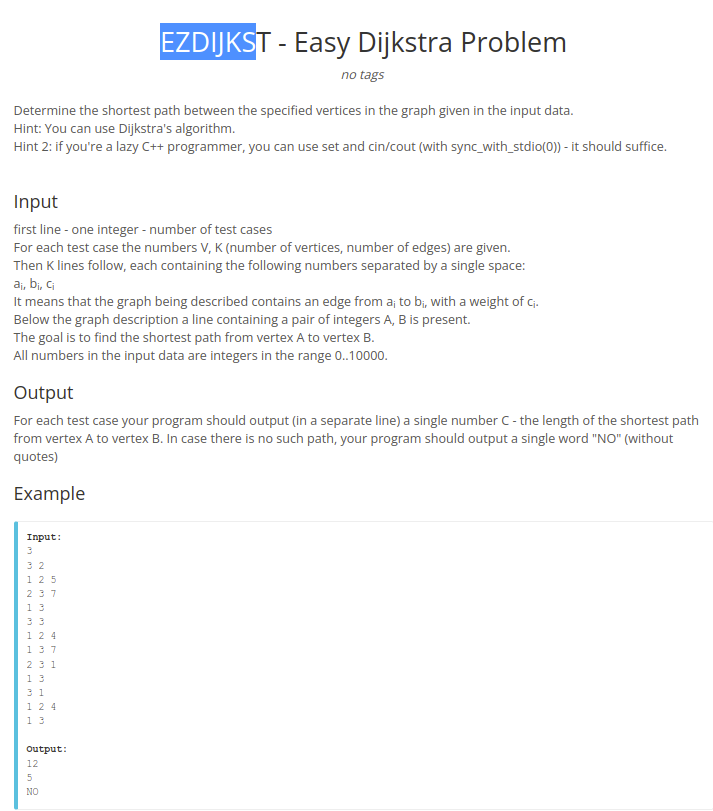 EZDIJKST - Easy Dijkstra Problem
no tags
Determine the shortest path between the specified vertices in the graph given in the input data.
Hint: You can use Dijkstra's algorithm.
Hint 2: if you're a lazy C++ programmer, you can use set and cin/cout (with sync_with_stdio(0)) - it should suffice.
Input
first line - one integer - number of test cases
For each test case the numbers V, K (number of vertices, number of edges) are given.
Then K lines follow, each containing the following numbers separated by a single space:
ai, bi, ci
It means that the graph being described contains an edge from ai to bi, with a weight of ci.
Below the graph description a line containing a pair of integers A, B is present.
The goal is to find the shortest path from vertex A to vertex B.
All numbers in the input data are integers in the range 0..10000.
Output
For each test case your program should output (in a separate line) a single number C - the length of the shortest path
from vertex A to vertex B. In case there is no such path, your program should output a single word "NO" (without
quotes)
Example
Input:
3
3 2
1 2 5
2 3 7
1 3
3 3
1 2 4
1 3 7
2 3 1
1 3
3 1
1 2 4
1 3
Output:
12
5
NO